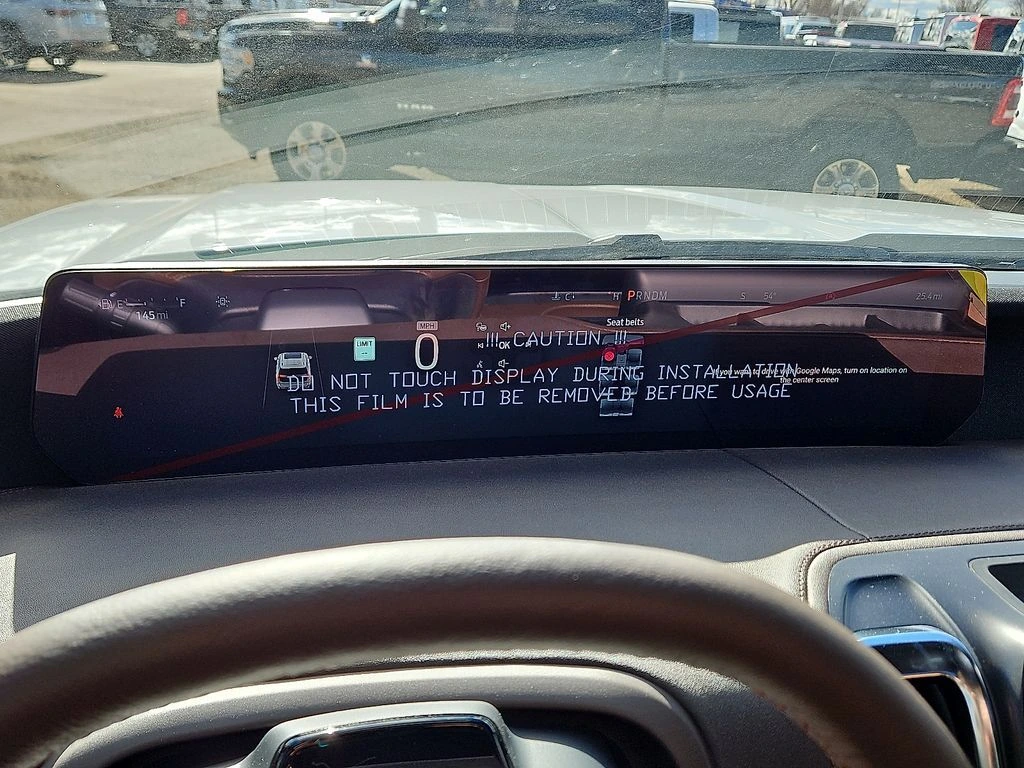 E F
145 mi
H PRNDM
S 54°
25.4 mi
MPH
0
LIMIT
--
OK
Seat belts
!!! CAUTION !!!
If you want to drive with Google Maps, turn on location on
the center screen
DO NOT TOUCH DISPLAY DURING INSTALLATION
THIS FILM IS TO BE REMOVED BEFORE USAGE